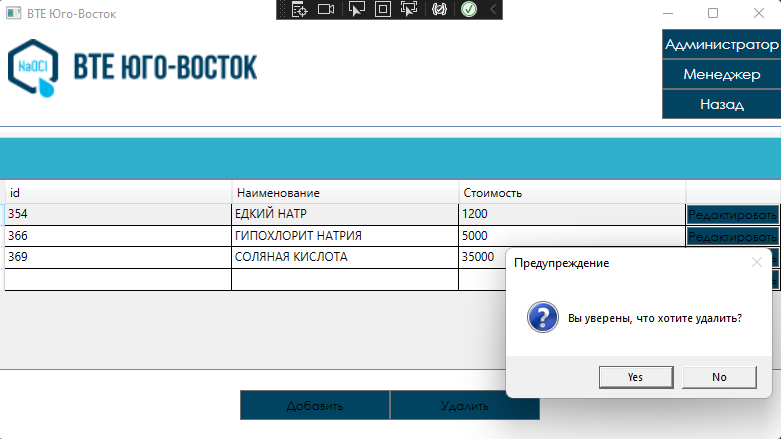 ВТЕ Юго-Восток
NaOCl
ВТЕ ЮГО-ВОСТОК
Администратор
Менеджер
Назад
id Наименование Стоимость
354 ЕДКИЙ НАТР 1200 Редактировать
366 ГИПОХЛОРИТ НАТРИЯ 5000 Редактировать
369 СОЛЯНАЯ КИСЛОТА 35000
Предупреждение
Вы уверены, что хотите удалить?
Yes No
Добавить Удалить